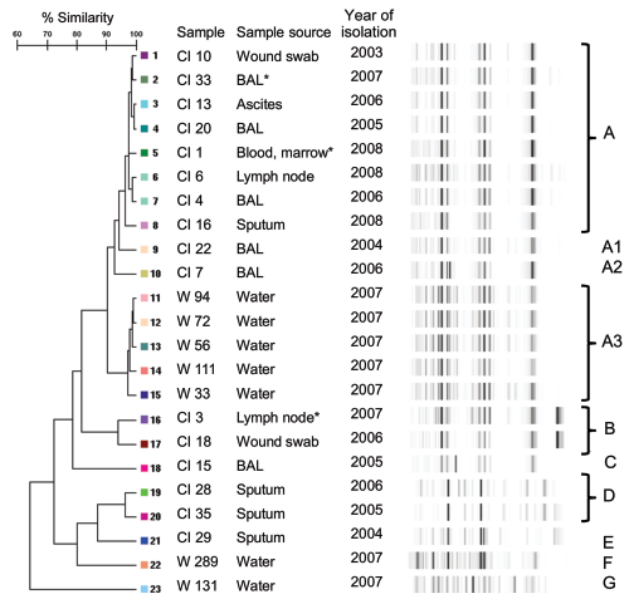 % Similarity Sample Sample source Year of isolation
60 70 80 90 100
1 CI 10 Wound swab 2003
2 CI 33 BAL* 2007
3 CI 13 Ascites 2006
4 CI 20 BAL 2005
5 CI 1 Blood, marrow* 2008 A
6 CI 6 Lymph node 2008
7 CI 4 BAL 2006
8 CI 16 Sputum 2008
9 CI 22 BAL 2004 A1
10 CI 7 BAL 2006 A2
11 W 94 Water 2007
12 W 72 Water 2007
13 W 56 Water 2007 A3
14 W 111 Water 2007
15 W 33 Water 2007
16 CI 3 Lymph node* 2007 B
17 CI 18 Wound swab 2006
18 CI 15 BAL 2005 C
19 CI 28 Sputum 2006 D
20 CI 35 Sputum 2005
21 CI 29 Sputum 2004 E
22 W 289 Water 2007 F
23 W 131 Water 2007 G